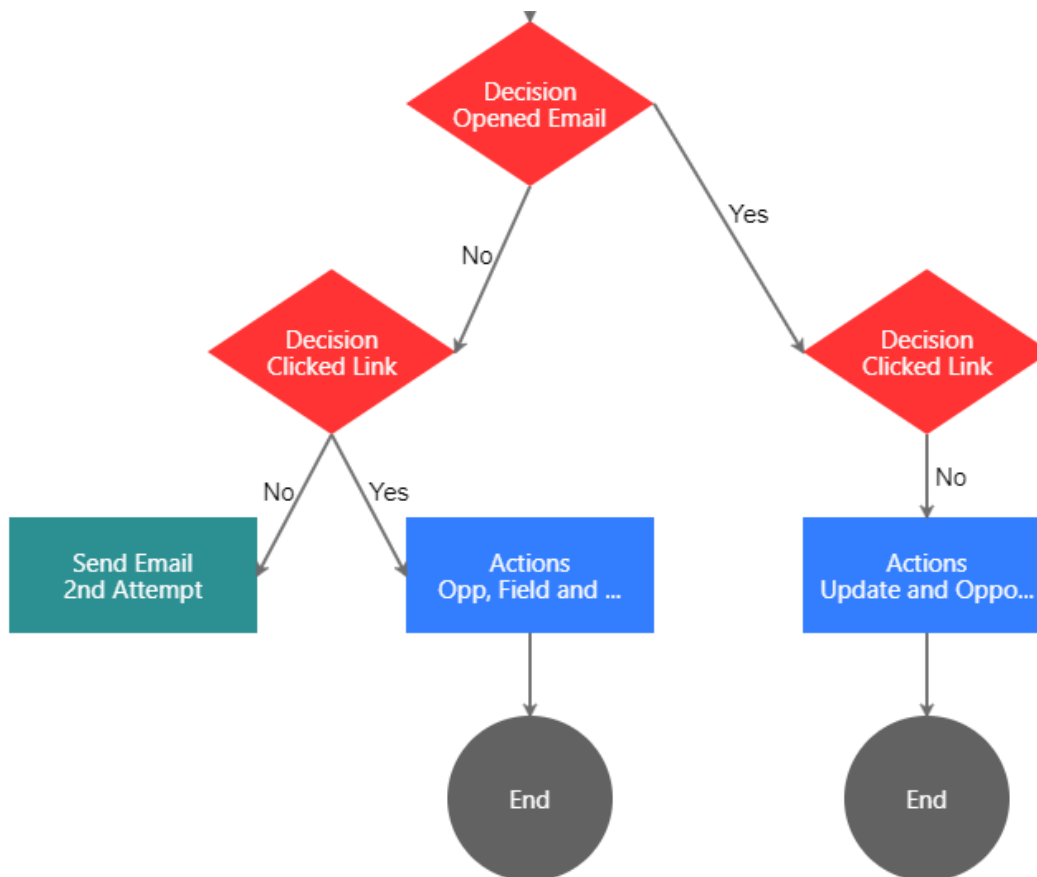 Decision
Opened Email
No
Yes
Decision
Clicked Link
Decision
Clicked Link
No
Yes
No
Send Email
2nd Attempt
Actions
Opp, Field and ...
Actions
Update and Oppo...
End
End